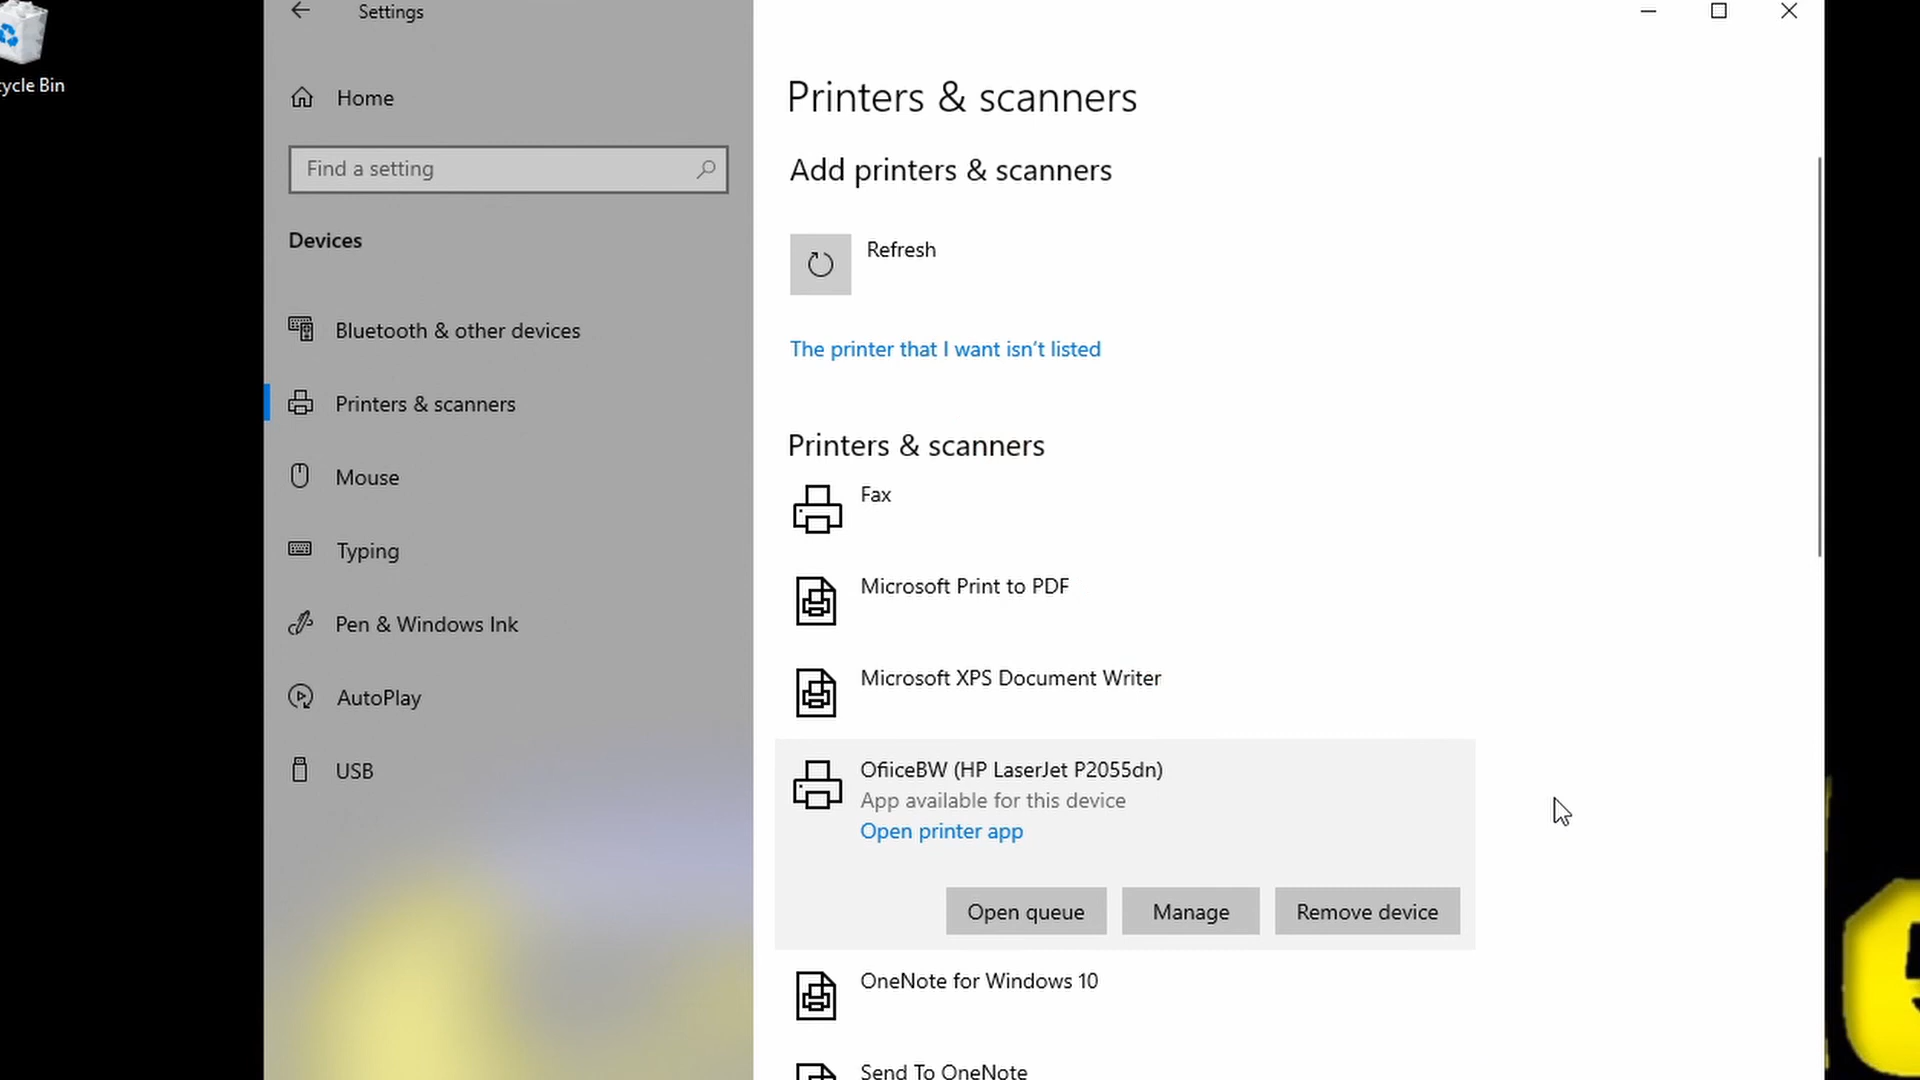 Settings
cycle Bin
Home
Find a setting
Devices
Bluetooth & other devices
Printers & scanners
Mouse
Typing
Pen & Windows Ink
AutoPlay
USB
Printers & scanners
Add printers & scanners
Refresh
The printer that I want isn't listed
Printers & scanners
Fax
Microsoft Print to PDF
Microsoft XPS Document Writer
OfiiceBW (HP LaserJet P2055dn)
App available for this device
Open printer app
Open queue
Manage
Remove device
OneNote for Windows 10
Send To OneNote